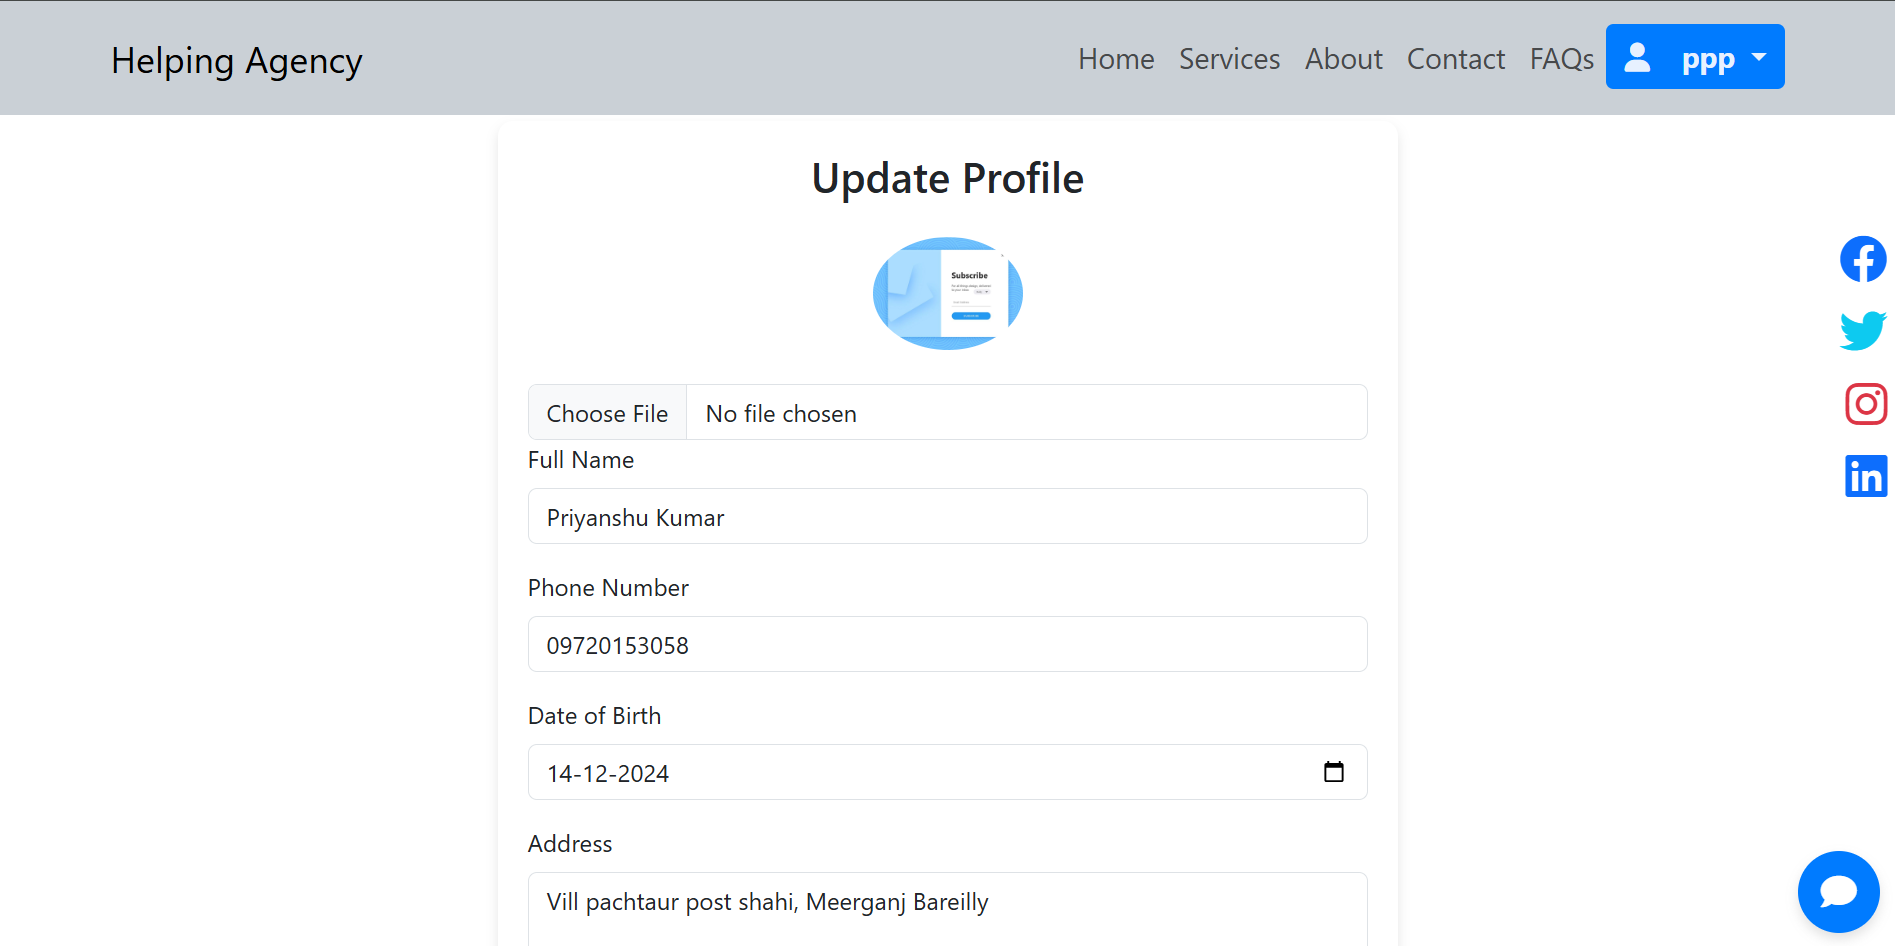 Helping Agency
Home Services About Contact FAQs ppp
Update Profile
Subscribe
Choose File No file chosen
Full Name
Priyanshu Kumar
Phone Number
09720153058
Date of Birth
14-12-2024
Address
Vill pachtaur post shahi, Meerganj Bareilly